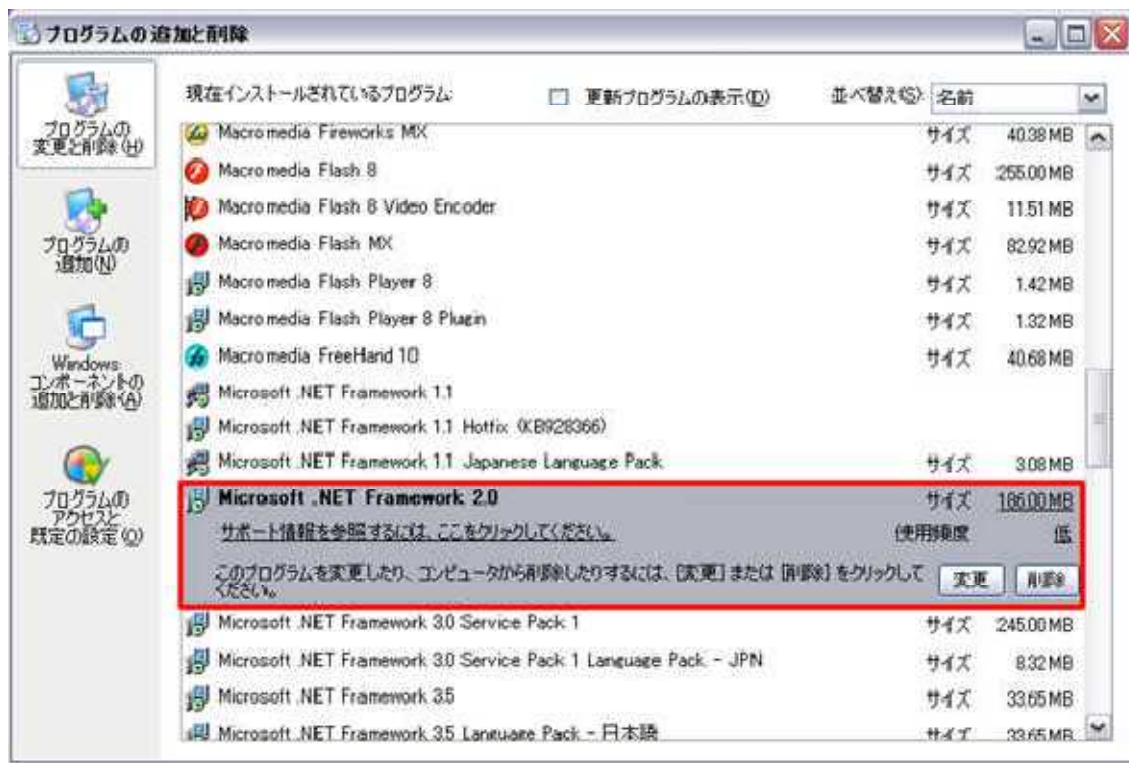 プログラムの追加と削除
プログラムの
変更と削除(H)
プログラムの
追加(N)
Windows
コンポーネントの
追加と削除(A)
プログラムの
アクセスと
既定の設定(O)
現在インストールされているプログラム: 更新プログラムの表示(D) 並べ替え(S): 名前
Macromedia Fireworks MX サイズ 40.38MB
Macromedia Flash 8 サイズ 255.00MB
Macromedia Flash 8 Video Encoder サイズ 11.51MB
Macromedia Flash MX サイズ 82.92MB
Macromedia Flash Player 8 サイズ 1.42MB
Macromedia Flash Player 8 Plugin サイズ 1.32MB
Macromedia FreeHand 10 サイズ 40.68MB
Microsoft .NET Framework 1.1
Microsoft .NET Framework 1.1 Hotfix (KB928366)
Microsoft .NET Framework 1.1 Japanese Language Pack サイズ 3.08MB
Microsoft .NET Framework 2.0 サイズ 186.00MB
サポート情報を参照するには、ここをクリックしてください。 使用頻度 低
このプログラムを変更したり、コンピュータから削除したりするには、[変更] または [削除] をクリックして
ください。 変更 削除
Microsoft .NET Framework 3.0 Service Pack 1 サイズ 245.00MB
Microsoft .NET Framework 3.0 Service Pack 1 Language Pack - JPN サイズ 8.32MB
Microsoft .NET Framework 3.5 サイズ 33.65MB
Microsoft .NET Framework 3.5 Language Pack - 日本語 サイズ 33.65MB